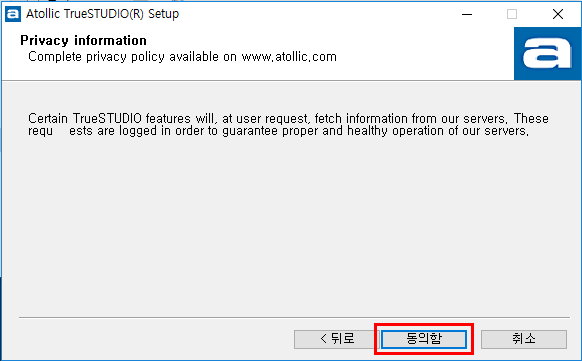 Atollic TrueSTUDIO(R) Setup
Privacy information
Complete privacy policy available on www.atollic.com
Certain TrueSTUDIO features will, at user request, fetch information from our servers. These
requ ests are logged in order to guarantee proper and healthy operation of our servers.
< 뒤로
동의함
취소